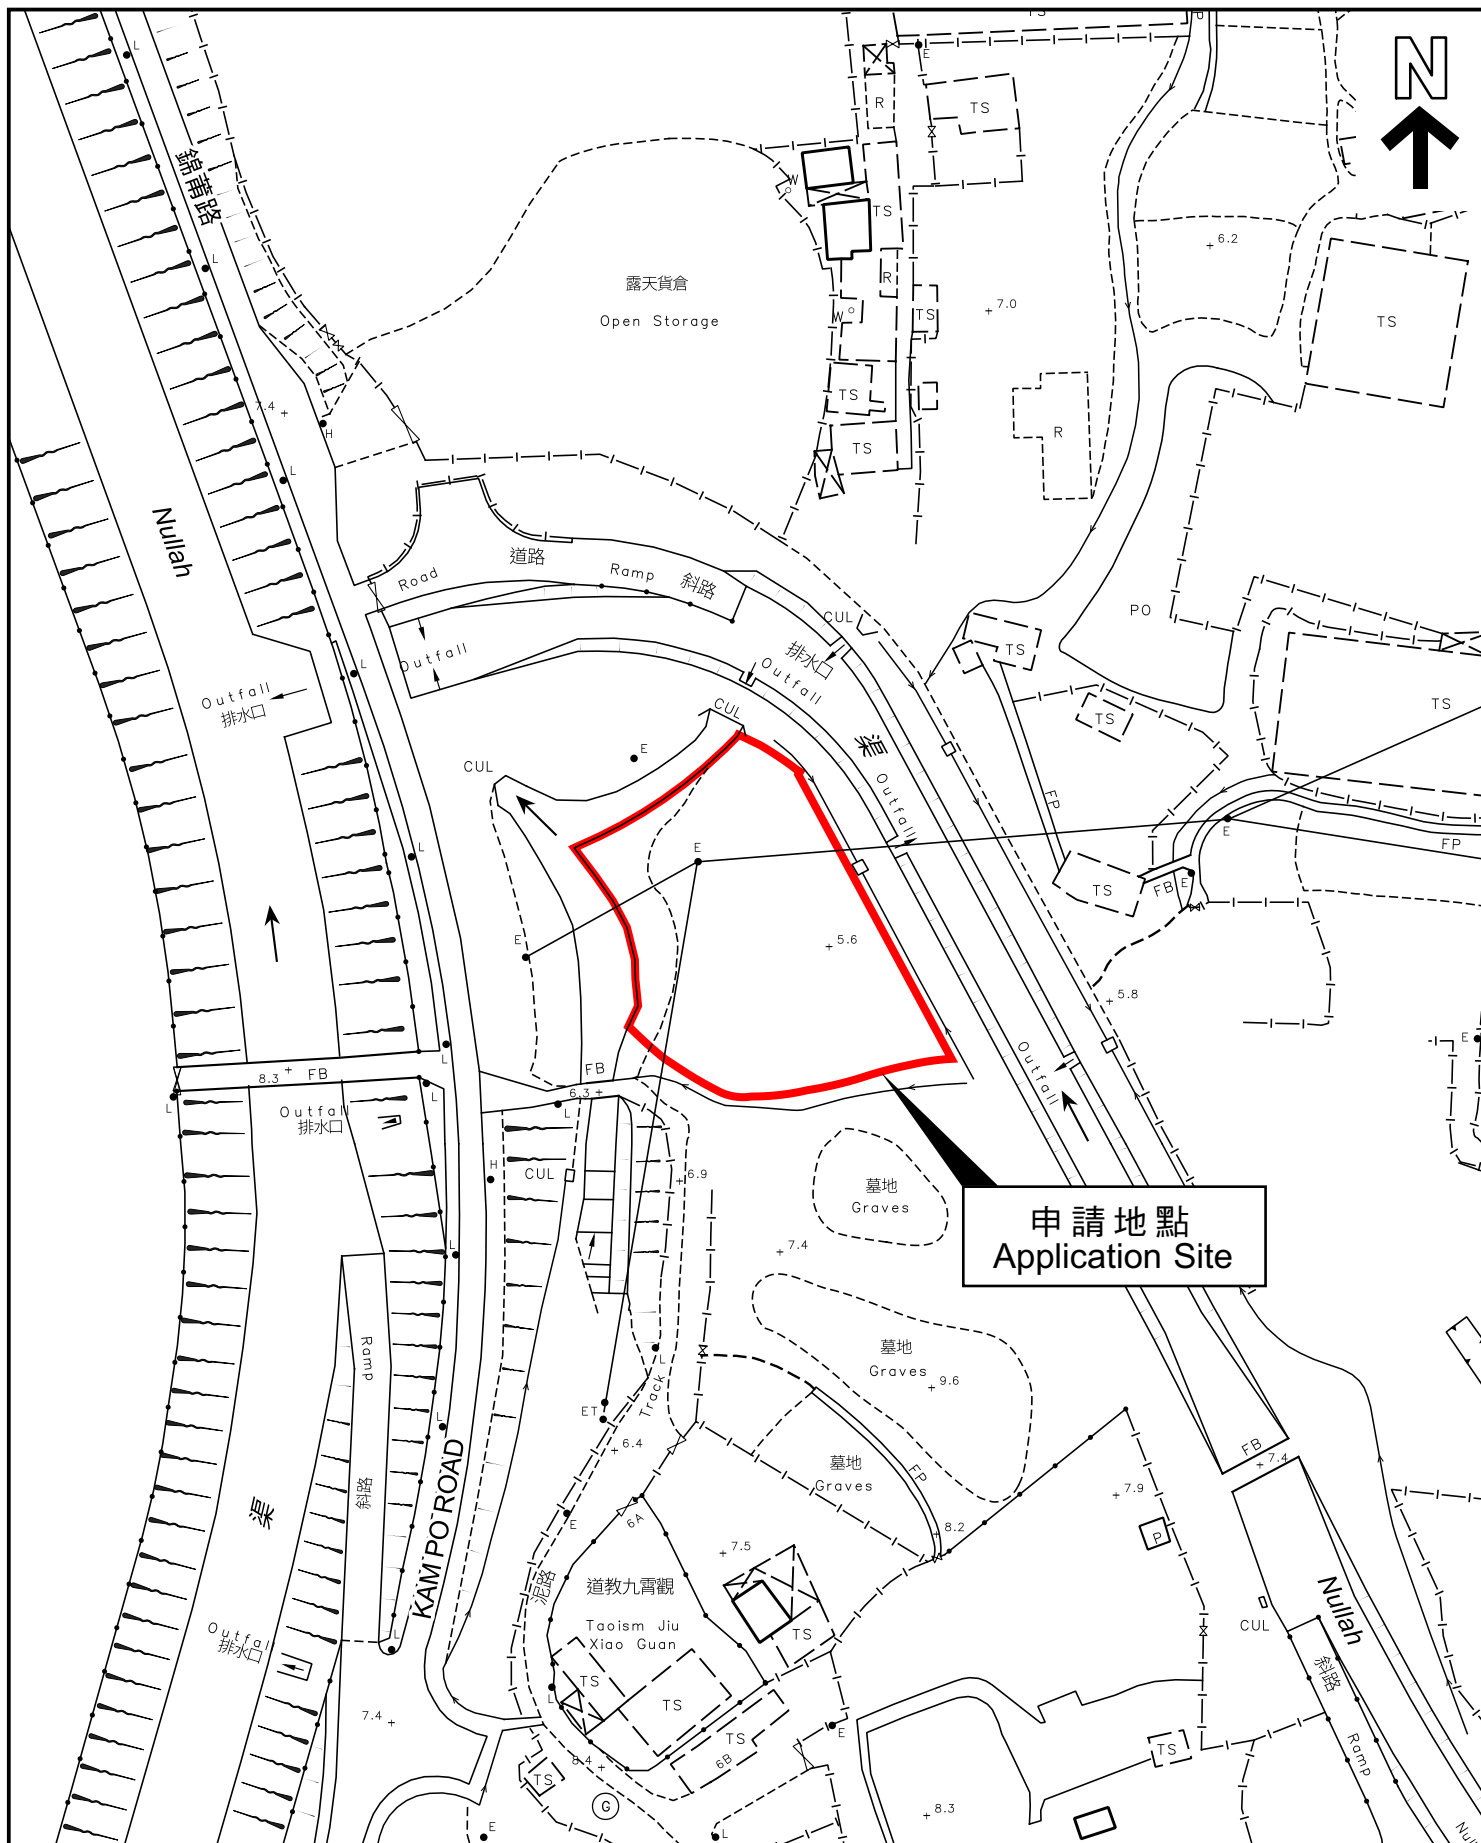 N
TS
L
P
E
R
TS
錦莆路
W
TS
6.2
露天貨倉
Open Storage
R
7.0
L
W
TS
TS
TS
7.4
H
R
TS
L
Nullah
道路
Road
Ramp
斜路
PO
CUL
排水口
TS
Outfall
Outfall
L
Outfall
排水口
CUL
TS
TS
渠
E
CUL
Outfall
FP
E
FP
L
E
TS
FB
E
E
5.6
5.8
E
L
Outfall
8.3
FB
FB
6.3
L
L
L
Outfall
排水口
H
CUL
6.9
墓地
Graves
申請地點
Application Site
L
7.4
Ramp
墓地
Graves
9.6
L
Track
ET
L
6.4
FB
7.4
墓地
Graves
FP
斜路
KAM PO ROAD
渠
7.9
E
6A
8.2
P
7.5
泥路
道教九霄觀
Taoism Jiu
Xiao Guan
TS
Nullah
CUL
Outfall
排水口
L
斜路
TS
TS
L
7.4
E
TS
6B
TS
Ramp
8.4
TS
G
8.3
E
L
Nu